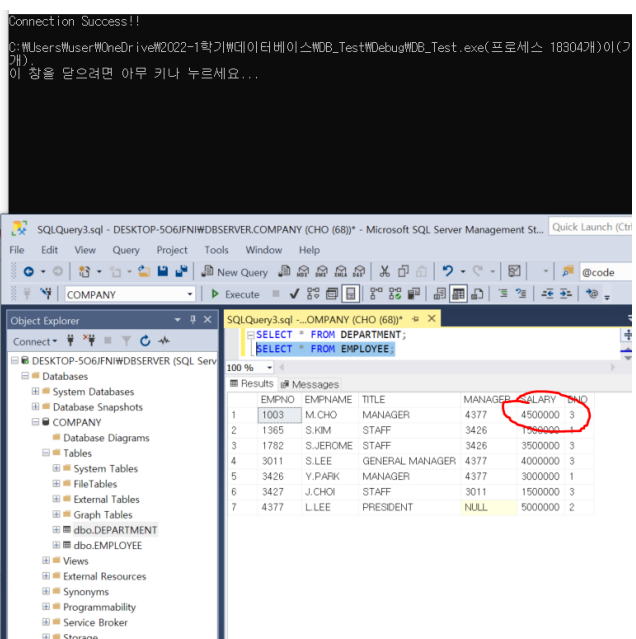 Connection Success!!
C:₩Users₩user₩OneDrive₩2022-1학기₩데이터베이스₩DB_Test₩Debug₩DB_Test.exe(프로세스 18304개)이(가
개).
이 창을 닫으려면 아무 키나 누르세요...
SQLQuery3.sql - DESKTOP-5O6JFNI₩DBSERVER.COMPANY (CHO (68))* - Microsoft SQL Server Management St...
Quick Launch (Ctrl
File Edit View Query Project Tools Window Help
New Query MDX DMX XMLA DAX @code
COMPANY Execute
Object Explorer
SQLQuery3.sql -...OMPANY (CHO (68))*
Connect
SELECT * FROM DEPARTMENT;
SELECT * FROM EMPLOYEE;
100 %
Results Messages
DESKTOP-5O6JFNI₩DBSERVER (SQL Serv
Databases
System Databases
Database Snapshots
COMPANY
Database Diagrams
Tables
System Tables
FileTables
External Tables
Graph Tables
dbo.DEPARTMENT
dbo.EMPLOYEE
Views
External Resources
Synonyms
Programmability
Service Broker
Storage
EMPNO EMPNAME TITLE MANAGER SALARY DNO
1 1003 M.CHO MANAGER 4377 4500000 3
2 1365 S.KIM STAFF 3426 1500000 1
3 1782 S.JEROME STAFF 3426 3500000 3
4 3011 S.LEE GENERAL MANAGER 4377 4000000 3
5 3426 Y.PARK MANAGER 4377 3000000 1
6 3427 J.CHOI STAFF 3011 1500000 3
7 4377 L.LEE PRESIDENT NULL 5000000 2